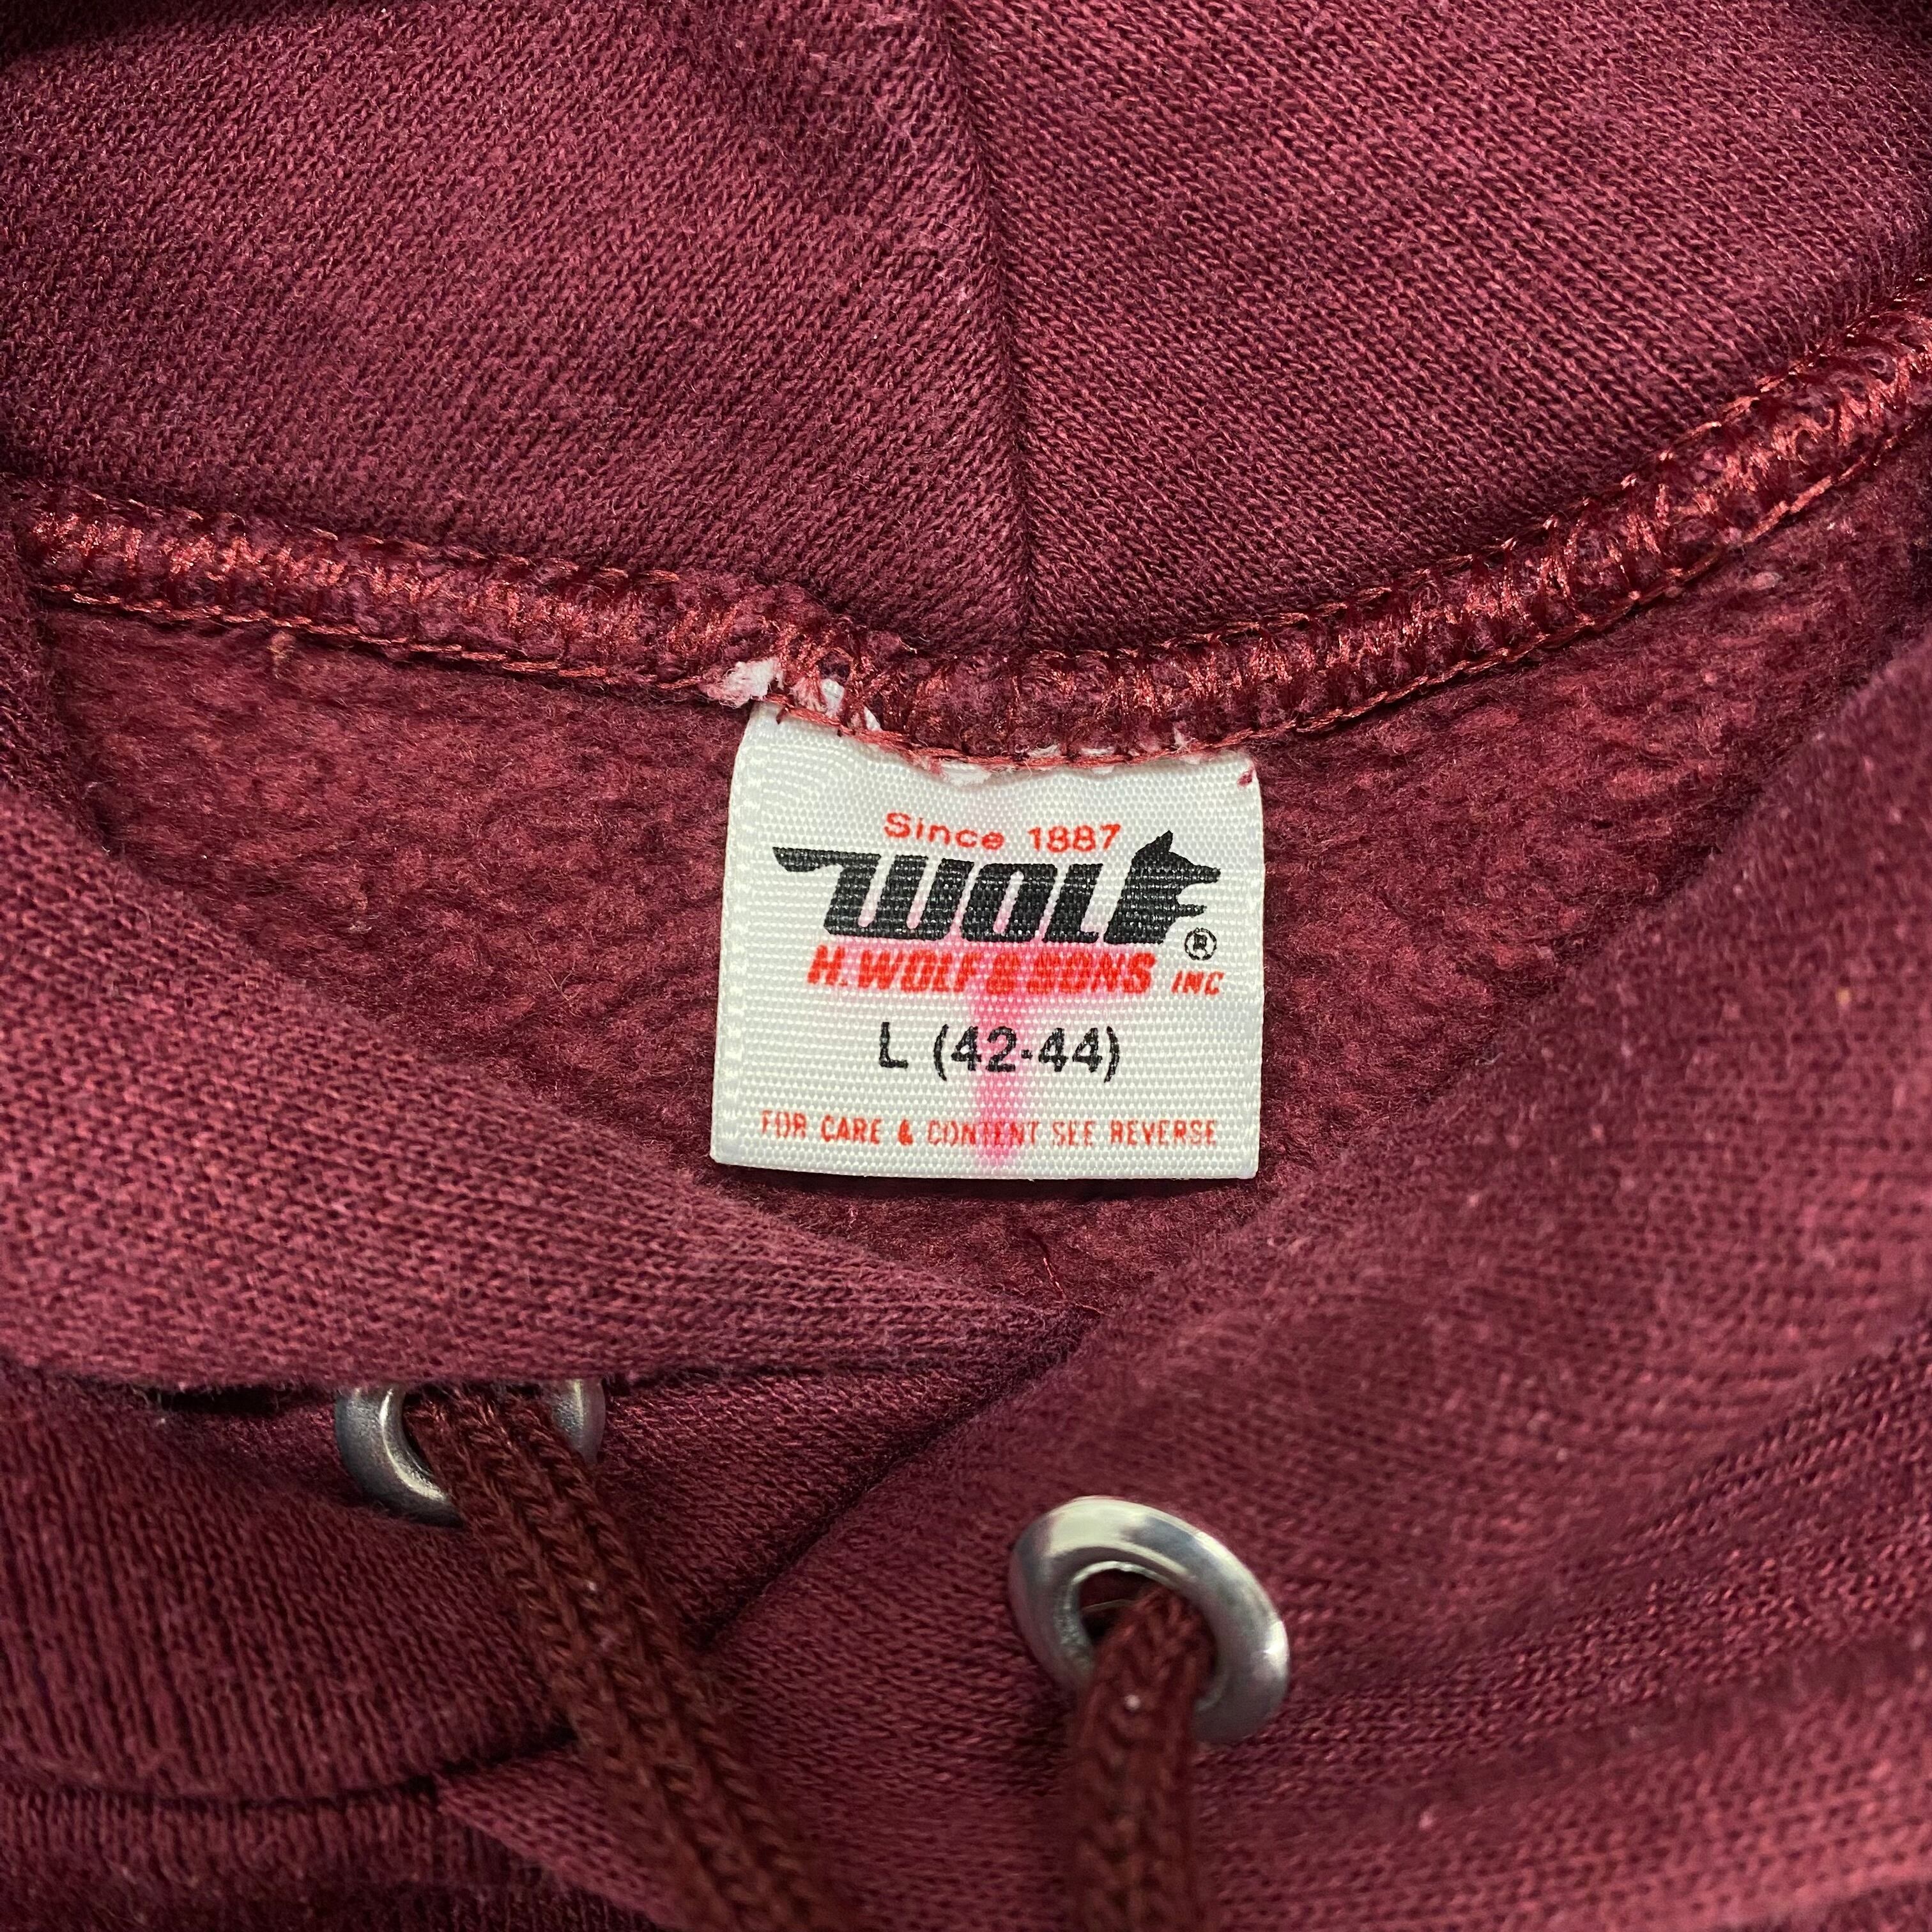 Since 1887
WOLF ®
H. WOLF & SONS INC
L (42-44)
FOR CARE & CONTENT SEE REVERSE